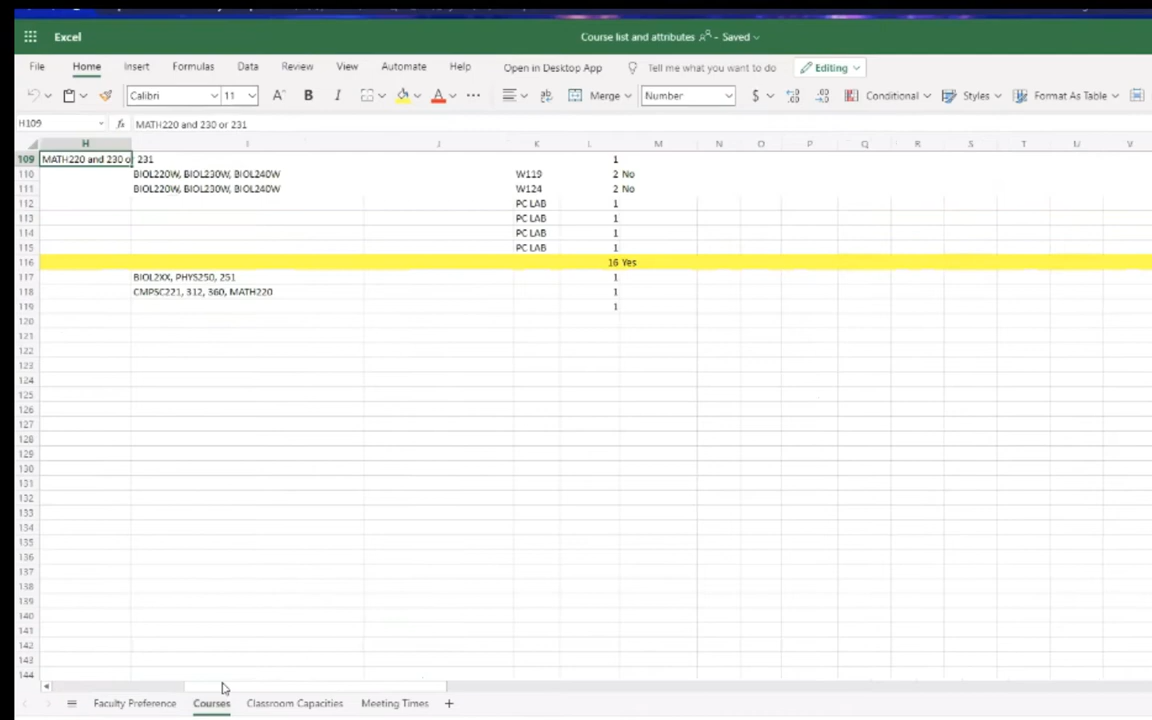 Excel Course list and attributes - Saved
File Home Insert Formulas Data Review View Automate Help Open in Desktop App Tell me what you want to do Editing
Calibri 11 A B I A ... Merge Number $ Conditional Styles Format As Table
H109 fx MATH220 and 230 or 231
H I J K L M N O P Q R S T U V
109 MATH220 and 230 or 231 1
110 BIOL220W, BIOL230W, BIOL240W W119 2 No
111 BIOL220W, BIOL230W, BIOL240W W124 2 No
112 PC LAB 1
113 PC LAB 1
114 PC LAB 1
115 PC LAB 1
116 16 Yes
117 BIOL2XX, PHYS250, 251 1
118 CMPSC221, 312, 360, MATH220 1
119 1
120
121
122
123
124
125
126
127
128
129
130
131
132
133
134
135
136
137
138
139
140
141
142
143
144
Faculty Preference Courses Classroom Capacities Meeting Times +